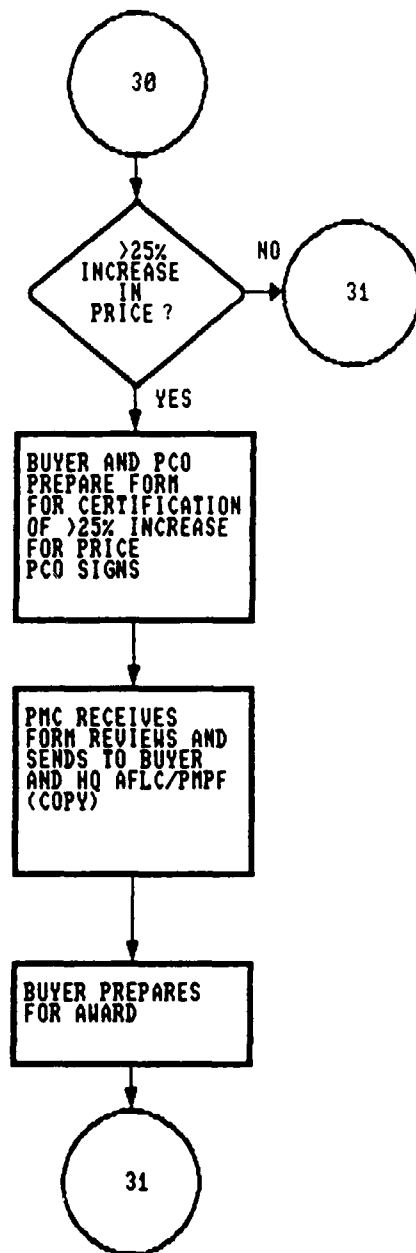 30
>25%
INCREASE
IN
PRICE ?
NO
31
YES
BUYER AND PCO
PREPARE FORM
FOR CERTIFICATION
OF >25% INCREASE
FOR PRICE
PCO SIGNS
PMC RECEIVES
FORM REVIEWS AND
SENDS TO BUYER
AND HQ AFLC/PMPF
(COPY)
BUYER PREPARES
FOR AWARD
31